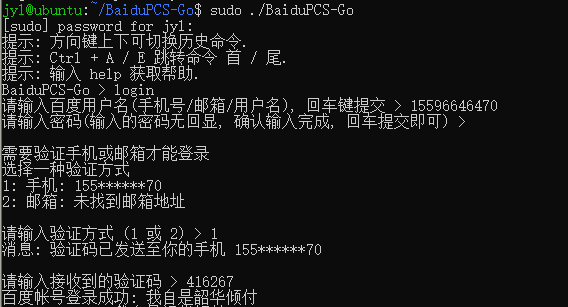 jyl@ubuntu:~/BaiduPCS-Go$ sudo ./BaiduPCS-Go
[sudo] password for jyl:
提示: 方向键上下可切换历史命令.
提示: Ctrl + A / E 跳转命令 首 / 尾.
提示: 输入 help 获取帮助.
BaiduPCS-Go > login
请输入百度用户名(手机号/邮箱/用户名), 回车键提交 > 15596646470
请输入密码(输入的密码无回显, 确认输入完成, 回车提交即可) >
需要验证手机或邮箱才能登录
选择一种验证方式
1: 手机: 155******70
2: 邮箱: 未找到邮箱地址
请输入验证方式 (1 或 2) > 1
消息: 验证码已发送至你的手机 155******70
请输入接收到的验证码 > 416267
百度帐号登录成功: 我自是韶华倾付